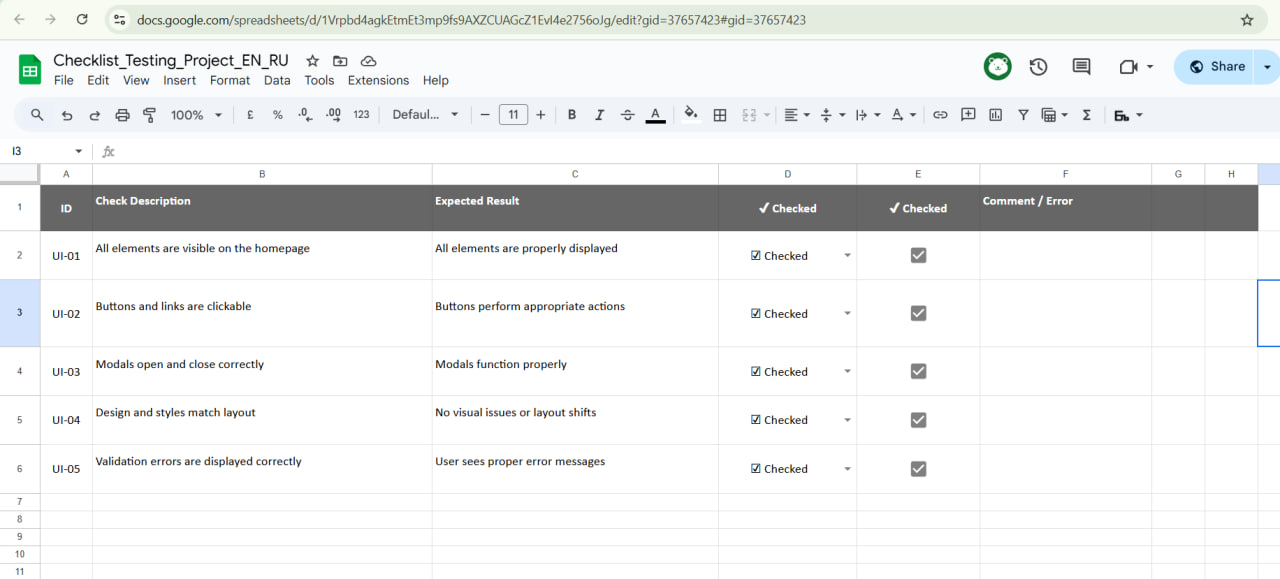 docs.google.com/spreadsheets/d/1Vrpbd4agkEtmEt3mp9fs9AXZCUAGcZ1EvI4e2756oJg/edit?gid=37657423#gid=37657423
Checklist_Testing_Project_EN_RU
File Edit View Insert Format Data Tools Extensions Help
Share
100% £ % .0 .00 123 Defaul... 11 B I A Σ Бъ
I3 fx
A B C D E F G H
1 ID Check Description Expected Result ✓ Checked ✓ Checked Comment / Error
2 UI-01 All elements are visible on the homepage All elements are properly displayed ☑ Checked
3 UI-02 Buttons and links are clickable Buttons perform appropriate actions ☑ Checked
4 UI-03 Modals open and close correctly Modals function properly ☑ Checked
5 UI-04 Design and styles match layout No visual issues or layout shifts ☑ Checked
6 UI-05 Validation errors are displayed correctly User sees proper error messages ☑ Checked
7
8
9
10
11